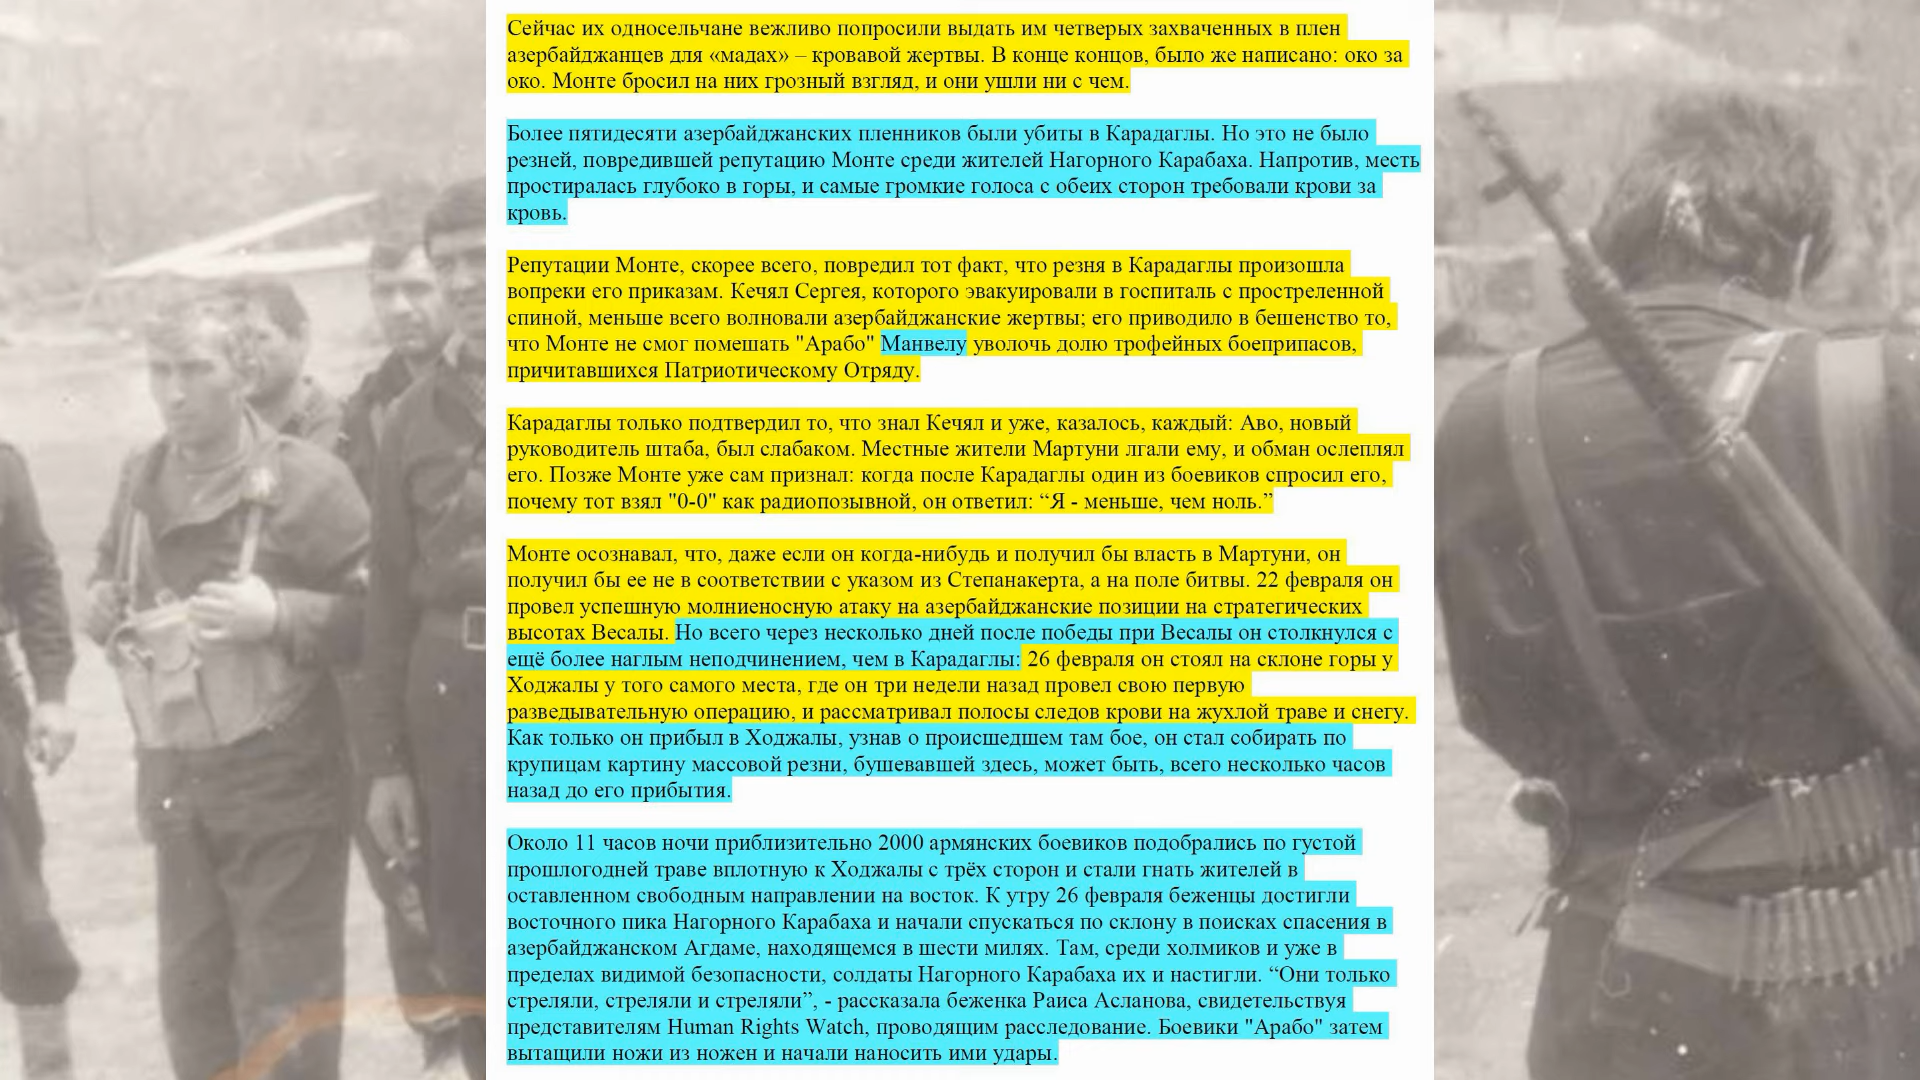 Сейчас их односельчане вежливо попросили выдать им четверых захваченных в плен
азербайджанцев для «мадах» – кровавой жертвы. В конце концов, было же написано: око за
око. Монте бросил на них грозный взгляд, и они ушли ни с чем.
Более пятидесяти азербайджанских пленников были убиты в Карадаглы. Но это не было
резней, повредившей репутацию Монте среди жителей Нагорного Карабаха. Напротив, месть
простиралась глубоко в горы, и самые громкие голоса с обеих сторон требовали крови за
кровь.
Репутации Монте, скорее всего, повредил тот факт, что резня в Карадаглы произошла
вопреки его приказам. Кечял Сергея, которого эвакуировали в госпиталь с простреленной
спиной, меньше всего волновали азербайджанские жертвы; его приводило в бешенство то,
что Монте не смог помешать "Арабо" Манвелу уволочь долю трофейных боеприпасов,
причитавшихся Патриотическому Отряду.
Карадаглы только подтвердил то, что знал Кечял и уже, казалось, каждый: Аво, новый
руководитель штаба, был слабаком. Местные жители Мартуни лгали ему, и обман ослеплял
его. Позже Монте уже сам признал: когда после Карадаглы один из боевиков спросил его,
почему тот взял "0-0" как радиопозывной, он ответил: “Я - меньше, чем ноль.”
Монте осознавал, что, даже если он когда-нибудь и получил бы власть в Мартуни, он
получил бы ее не в соответствии с указом из Степанакерта, а на поле битвы. 22 февраля он
провел успешную молниеносную атаку на азербайджанские позиции на стратегических
высотах Весалы. Но всего через несколько дней после победы при Весалы он столкнулся с
ещё более наглым неподчинением, чем в Карадаглы: 26 февраля он стоял на склоне горы у
Ходжалы у того самого места, где он три недели назад провел свою первую
разведывательную операцию, и рассматривал полосы следов крови на жухлой траве и снегу.
Как только он прибыл в Ходжалы, узнав о происшедшем там бое, он стал собирать по
крупицам картину массовой резни, бушевавшей здесь, может быть, всего несколько часов
назад до его прибытия.
Около 11 часов ночи приблизительно 2000 армянских боевиков подобрались по густой
прошлогодней траве вплотную к Ходжалы с трёх сторон и стали гнать жителей в
оставленном свободным направлении на восток. К утру 26 февраля беженцы достигли
восточного пика Нагорного Карабаха и начали спускаться по склону в поисках спасения в
азербайджанском Агдаме, находящемся в шести милях. Там, среди холмиков и уже в
пределах видимой безопасности, солдаты Нагорного Карабаха их и настигли. “Они только
стреляли, стреляли и стреляли”, - рассказала беженка Раиса Асланова, свидетельствуя
представителям Human Rights Watch, проводящим расследование. Боевики "Арабо" затем
вытащили ножи из ножен и начали наносить ими удары.